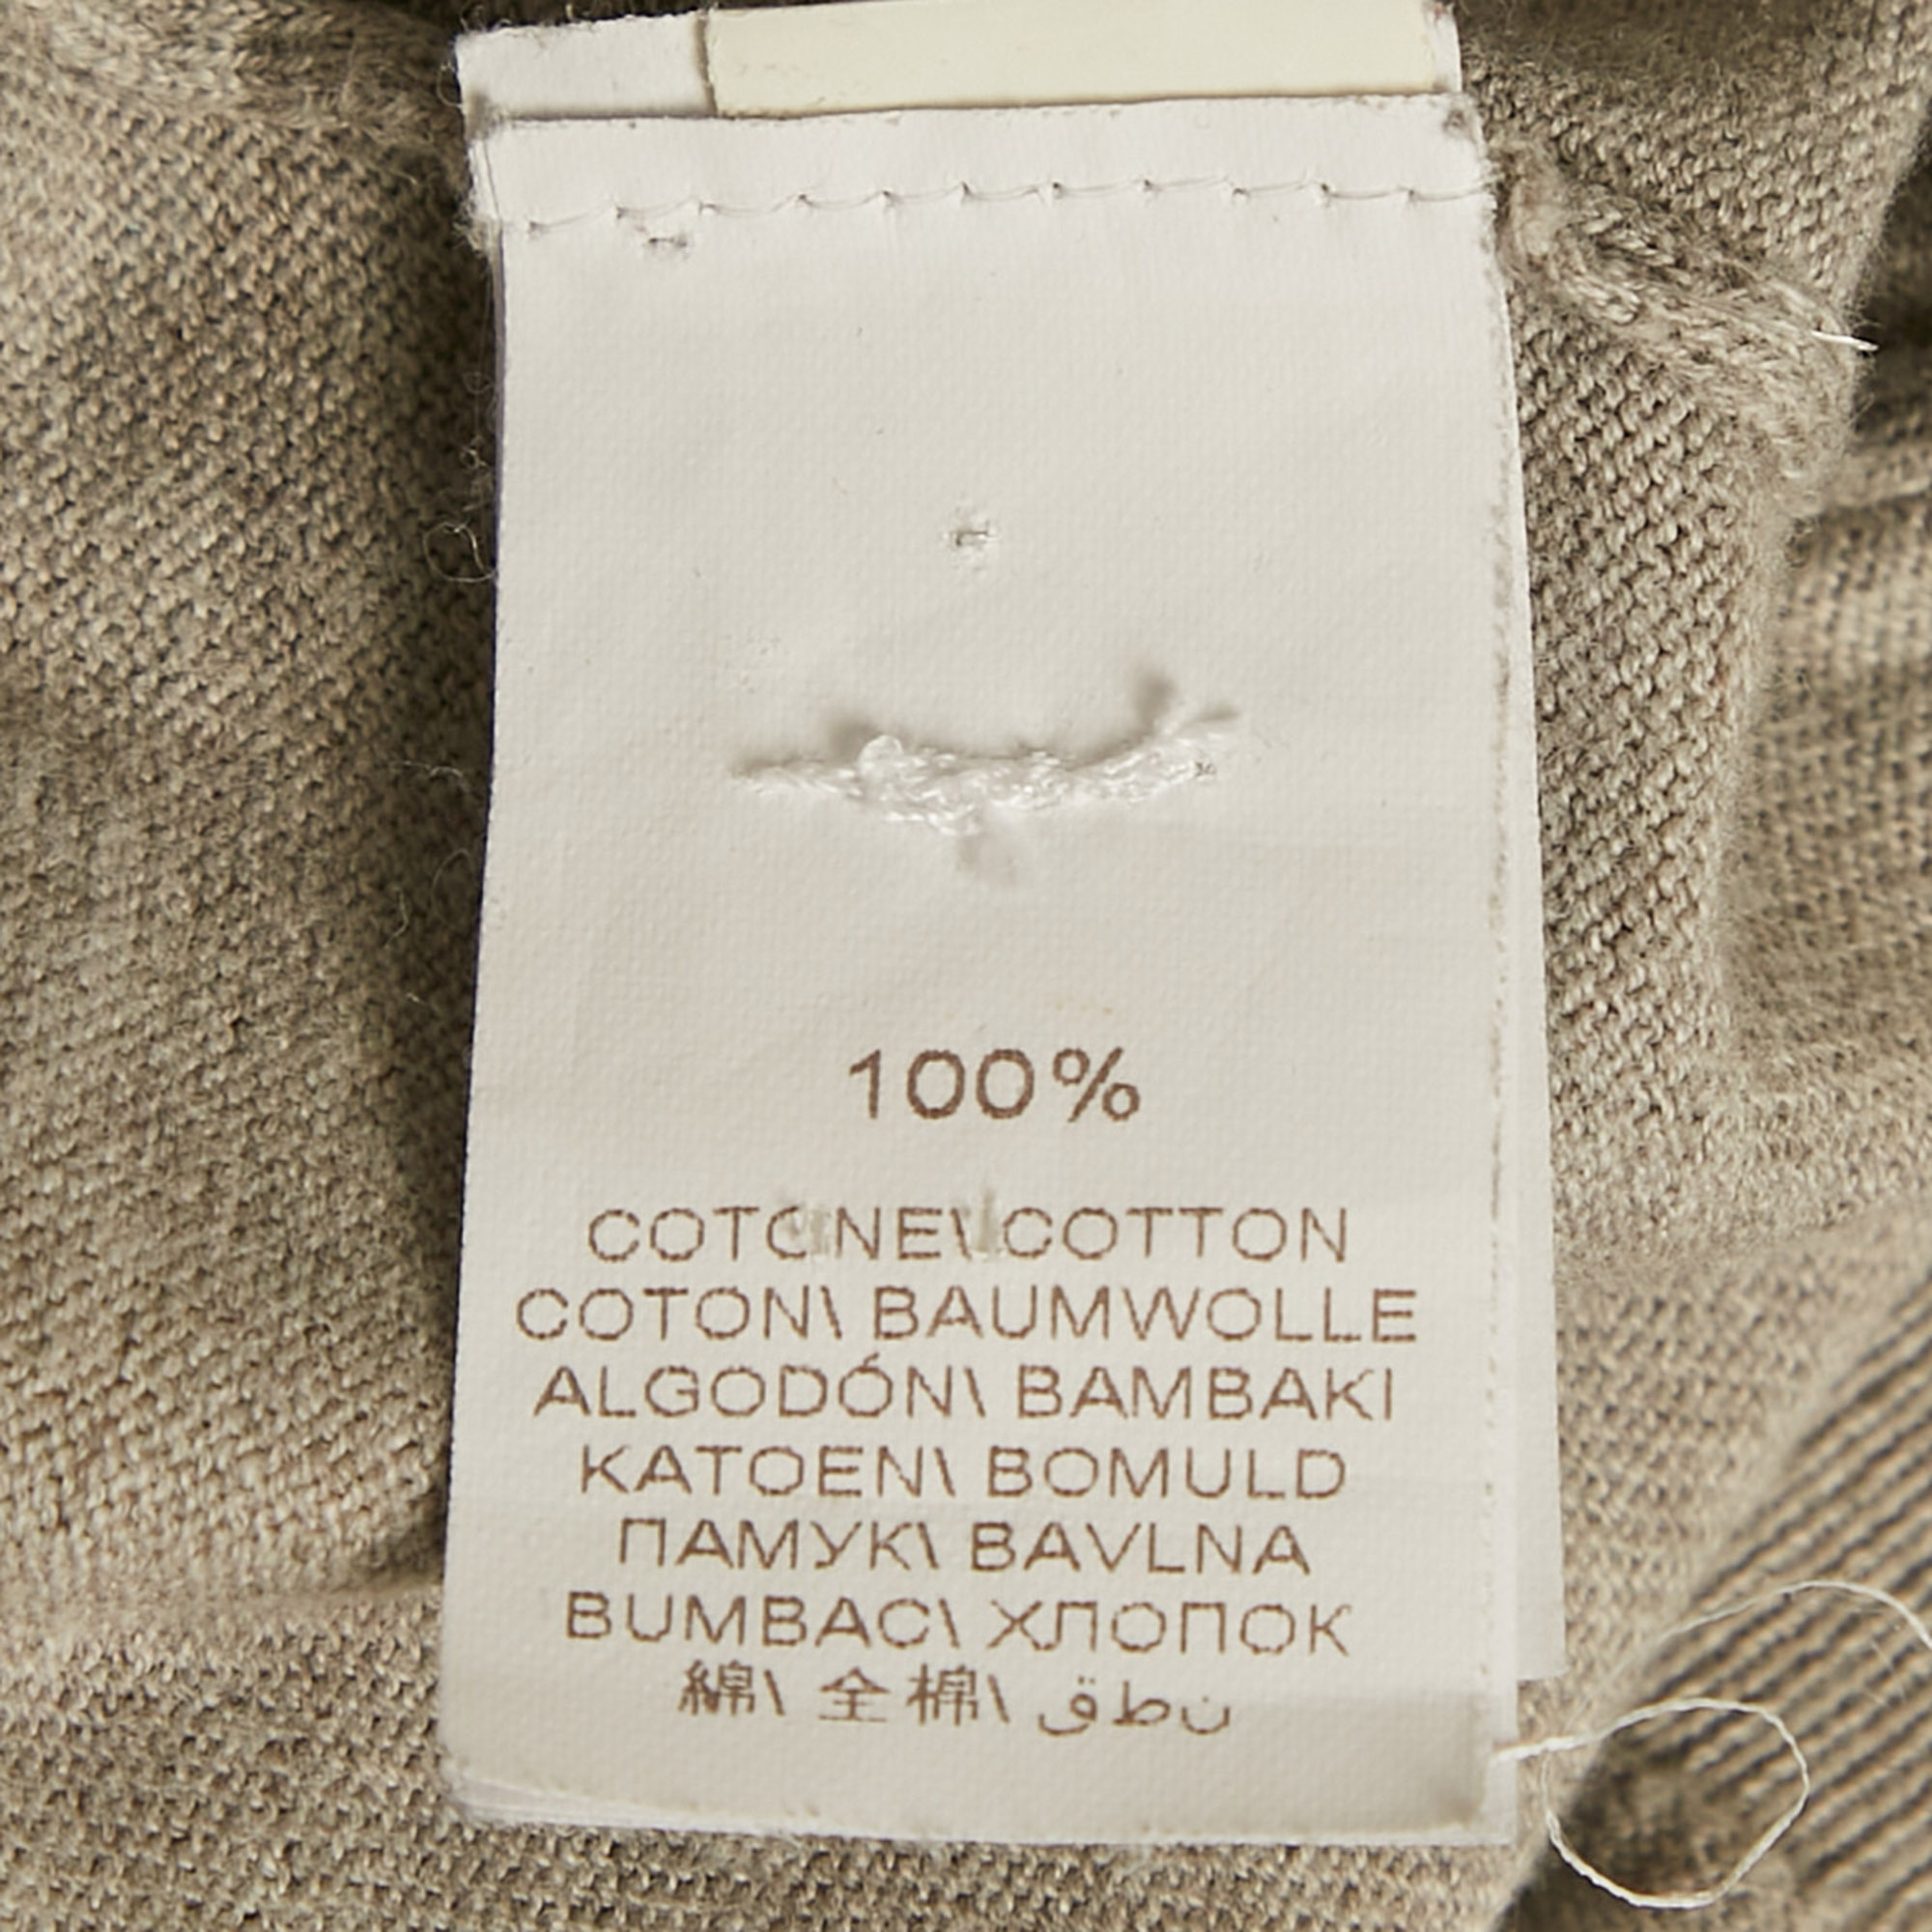 100%
COTONE\ COTTON
COTON\ BAUMWOLLE
ALGODÓN\ BAMBAKI
KATOEN\ BOMULD
ПАМУК\ BAVLNA
BUMBAC\ ХЛОПОК
綿\ 全棉\ قطن